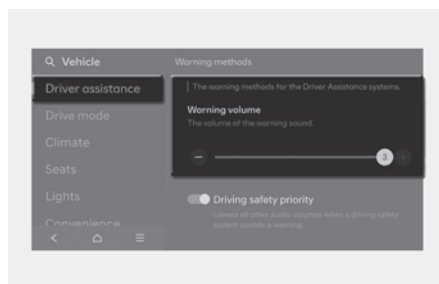 Vehicle
Warning methods
Driver assistance
The warning methods for the Driver Assistance systems.
Drive mode
Warning volume
The volume of the warning sound.
Climate
3
Seats
Lights
Driving safety priority
Lowers all other audio volumes when a driving safety
system sounds a warning.
Convenience